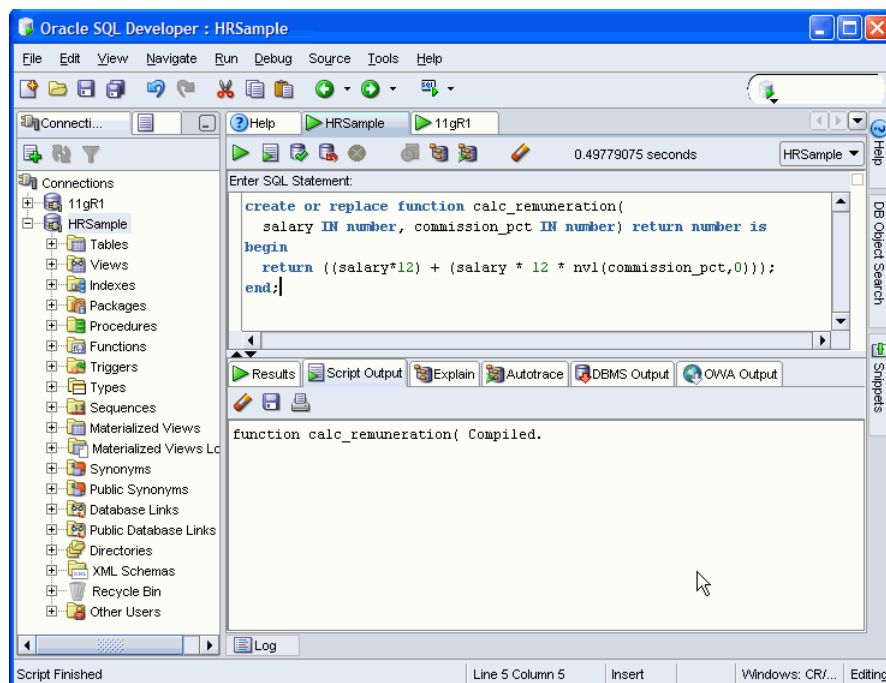 Oracle SQL Developer : HRSample
File Edit View Navigate Run Debug Source Tools Help
Connecti...
Connections
11gR1
HRSample
Tables
Views
Indexes
Packages
Procedures
Functions
Triggers
Types
Sequences
Materialized Views
Materialized Views Lo
Synonyms
Public Synonyms
Database Links
Public Database Links
Directories
XML Schemas
Recycle Bin
Other Users
Help HRSample 11gR1
0.49779075 seconds HRSample
Enter SQL Statement:
create or replace function calc_remuneration(
salary IN number, commission_pct IN number) return number is
begin
return ((salary*12) + (salary * 12 * nvl(commission_pct,0)));
end;
Results Script Output Explain Autotrace DBMS Output OWA Output
function calc_remuneration( Compiled.
Log
Help
DB Object Search
Snippets
Script Finished Line 5 Column 5 Insert Windows: CR/... Editing